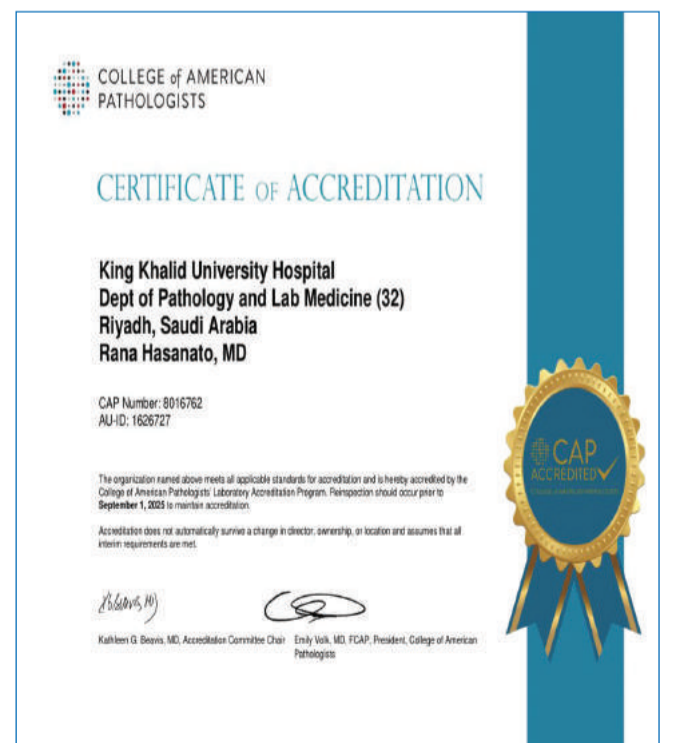 COLLEGE of AMERICAN
PATHOLOGISTS
CERTIFICATE OF ACCREDITATION
King Khalid University Hospital
Dept of Pathology and Lab Medicine (32)
Riyadh, Saudi Arabia
Rana Hasanato, MD
CAP Number: 8016762
AU-ID: 1626727
The organization named above meets all applicable standards for accreditation and is hereby accredited by the
College of American Pathologists' Laboratory Accreditation Program. Reinspection should occur prior to
September 1, 2025 to maintain accreditation.
Accreditation does not automatically survive a change in director, ownership, or location and assumes that all
interim requirements are met.
CAP
ACCREDITED
Kathleen G. Beavis, MD, Accreditation Committee Chair
Emily Volk, MD, FCAP, President, College of American
Pathologists